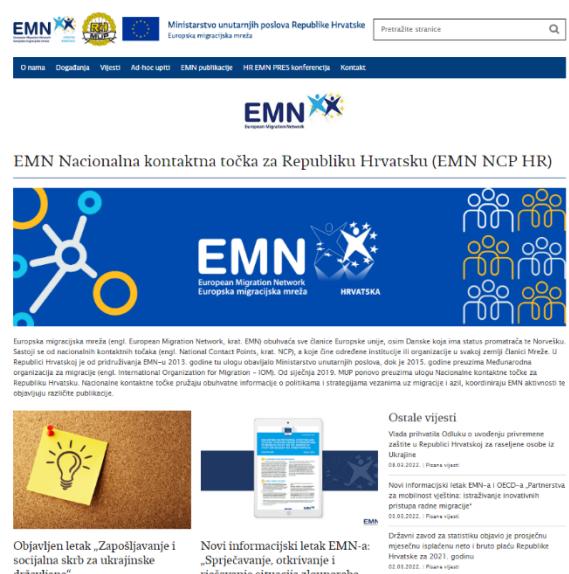 EMN
Ministarstvo unutarnjih poslova Republike Hrvatske
Europska migracijska mreža
Pretražite stranice
O nama Događanja Vijesti Ad-hoc upiti EMN publikacije HR EMN PRES konferencija Kontakt
EMN
European Migration Network
EMN Nacionalna kontaktna točka za Republiku Hrvatsku (EMN NCP HR)
EMN
European Migration Network
Europska migracijska mreža
HRVATSKA
Europska migracijska mreža (engl. European Migration Network, krat. EMN) obuhvaća sve članice Europske unije, osim Danske koja ima status promatrača te Norvešku.
Sastoji se od nacionalnih kontaktnih točaka (engl. National Contact Points, krat. NCP), a koje čine određene institucije ili organizacije u svakoj zemlji članici Mreže. U
Republici Hrvatskoj je od pridruživanja EMN–u 2013. godine tu ulogu obavljalo Ministarstvo unutarnjih poslova, dok je 2015. godine preuzima Međunarodna
organizacija za migracije (engl. International Organization for Migration – IOM). Od siječnja 2019. MUP ponovo preuzima ulogu Nacionalne kontaktne točke za
Republiku Hrvatsku. Nacionalne kontaktne točke pružaju obuhvatne informacije o politikama i strategijama vezanima uz migracije i azil, koordiniraju EMN aktivnosti te
objavljuju različite publikacije.
Objavljen letak „Zapošljavanje i
socijalna skrb za ukrajinske
državljane“
EMN
Novi informacijski letak EMN-a:
„Sprječavanje, otkrivanje i
rješavanje situacija zlouporabe
Ostale vijesti
Vlada prihvatila Odluku o uvođenju privremene
zaštite u Republici Hrvatskoj za raseljene osobe iz
Ukrajine
08.03.2022. | Pisane vijesti
Novi informacijski letak EMN-a i OECD-a „Partnerstva
za mobilnost vještina: istraživanje inovativnih
pristupa radne migracije“
03.03.2022. | Pisane vijesti
Državni zavod za statistiku objavio je prosječnu
mjesečnu isplaćenu neto i bruto plaću Republike
Hrvatske za 2021. godinu
02.03.2022. | Pisane vijesti